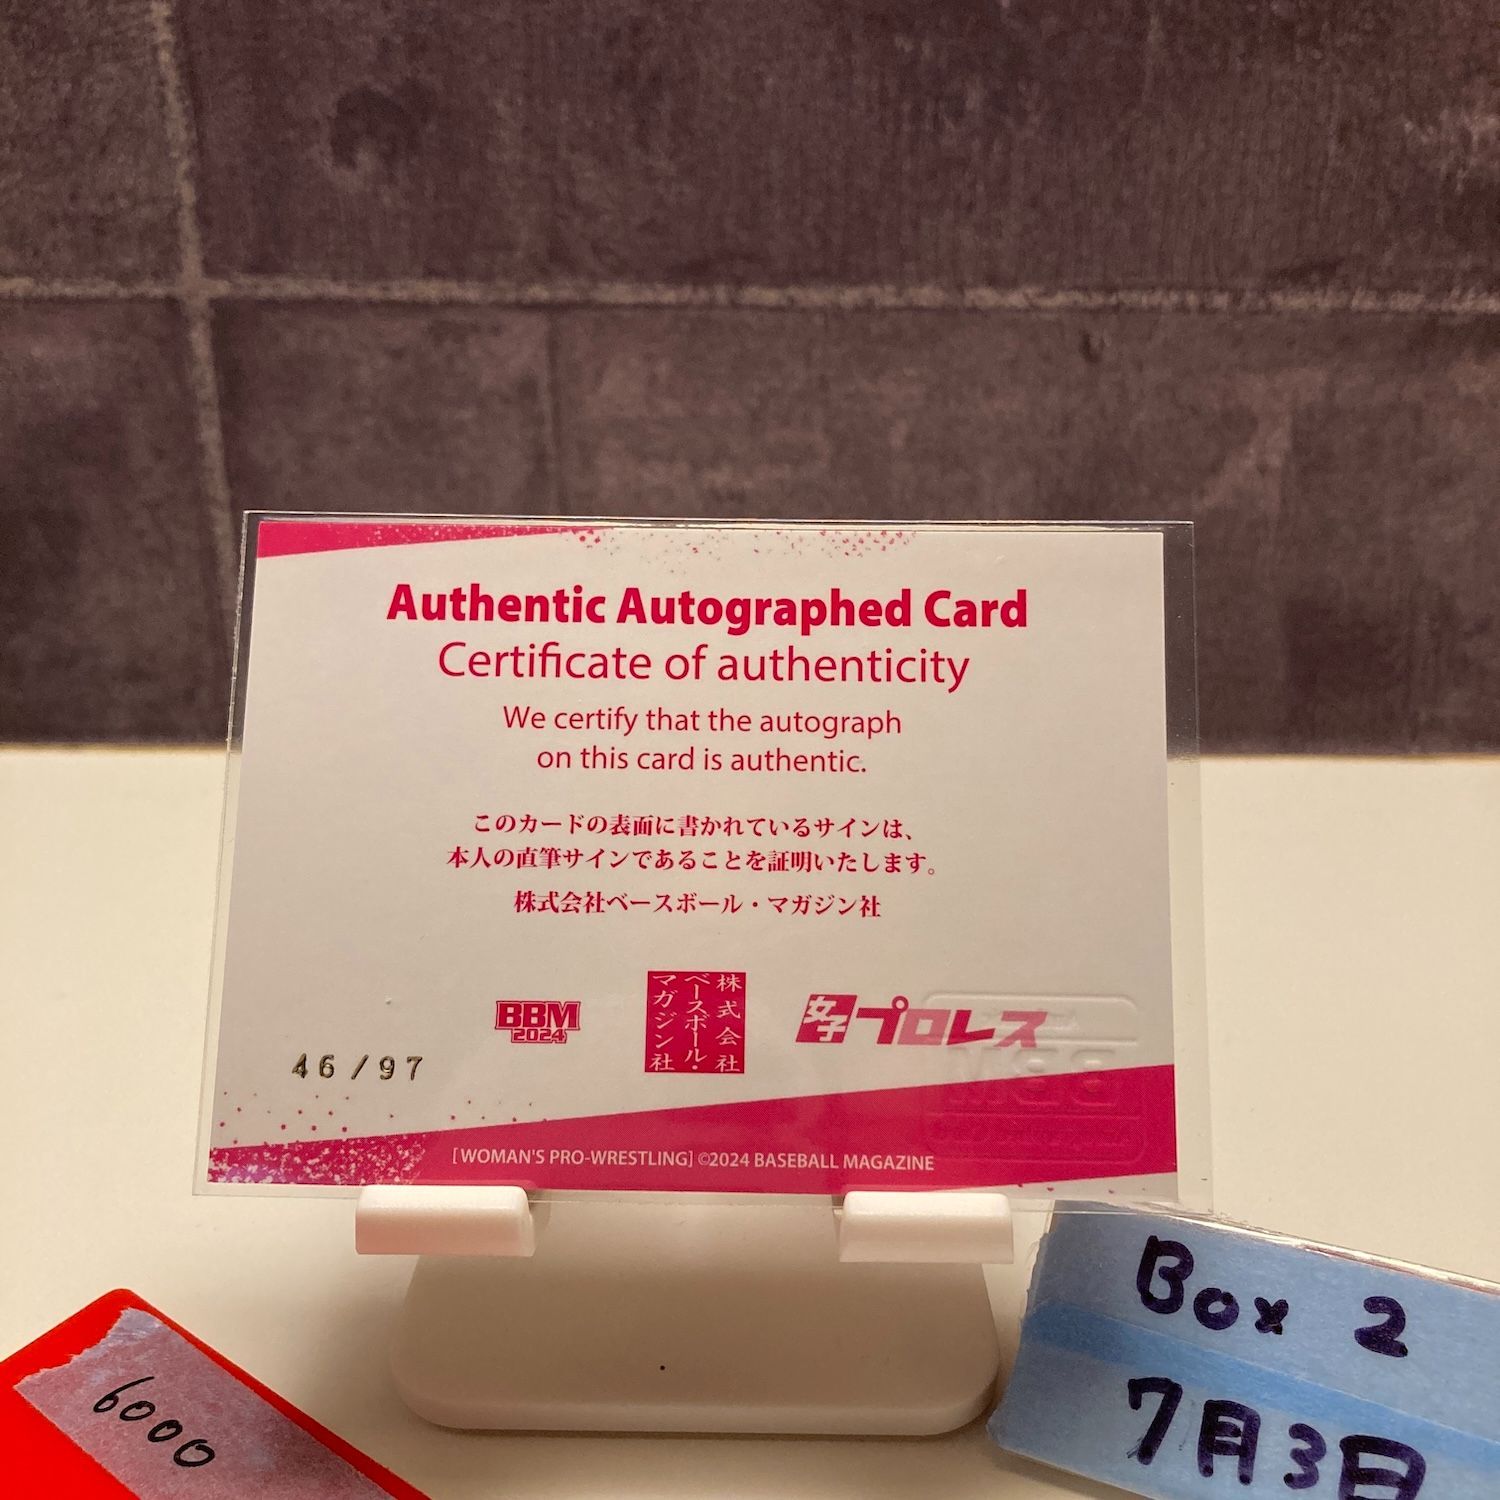 Authentic Autographed Card
Certificate of authenticity
We certify that the autograph
on this card is authentic.
このカードの表面に書かれているサインは、
本人の直筆サインであることを証明いたします。
株式会社ベースボール・マガジン社
BBM
2024
株式会社
ベースボール・
マガジン社
女子プロレス
46/97
[WOMAN'S PRO-WRESTLING] ©2024 BASEBALL MAGAZINE
6000
Box 2
7月3日